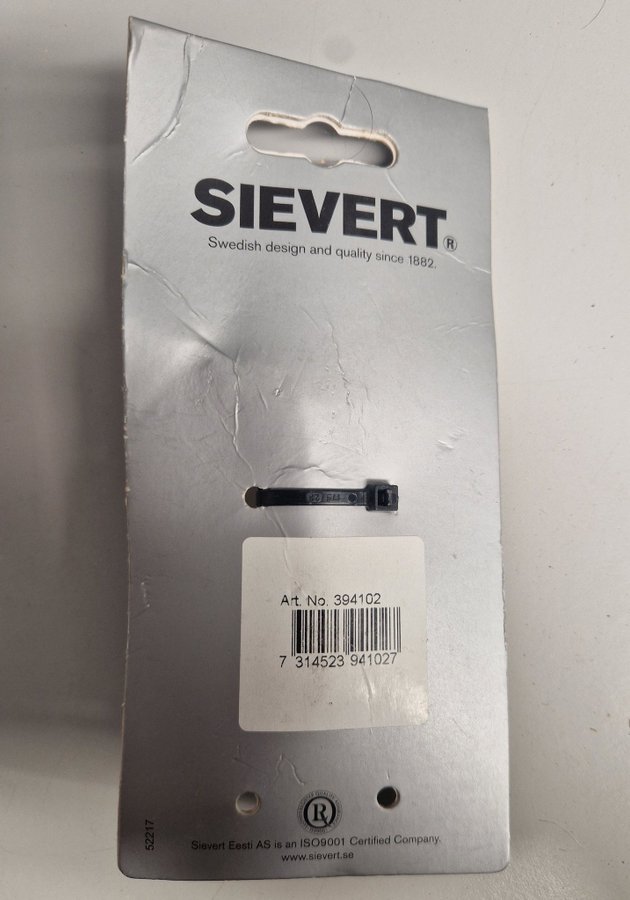 SIEVERT®
Swedish design and quality since 1882.
Art. No. 394102
7 314523 941027
R
52217
Sievert Eesti AS is an ISO9001 Certified Company.
www.sievert.se